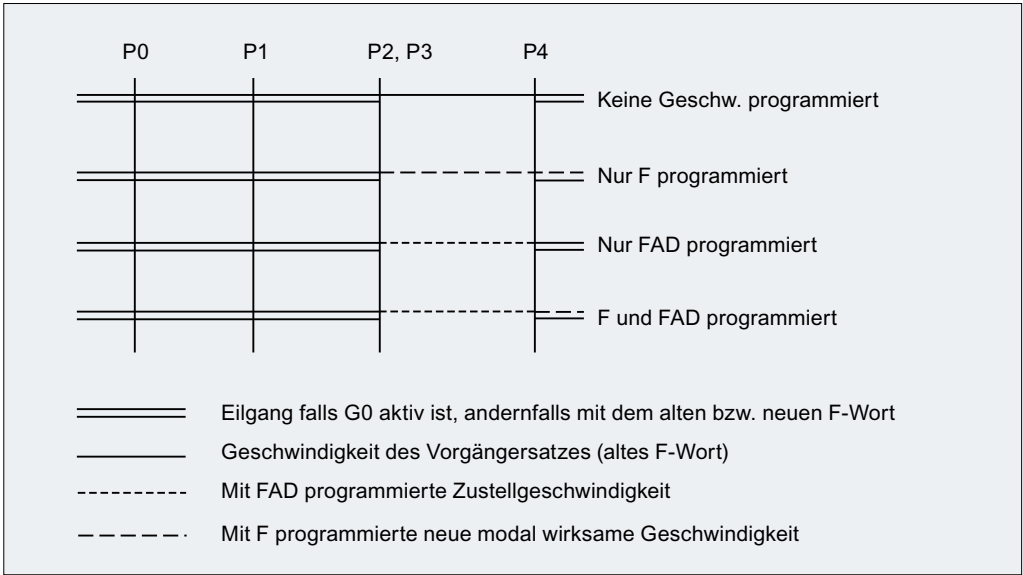 P0 P1 P2, P3 P4
Keine Geschw. programmiert
Nur F programmiert
Nur FAD programmiert
F und FAD programmiert
Eilgang falls G0 aktiv ist, andernfalls mit dem alten bzw. neuen F-Wort
Geschwindigkeit des Vorgängersatzes (altes F-Wort)
Mit FAD programmierte Zustellgeschwindigkeit
Mit F programmierte neue modal wirksame Geschwindigkeit